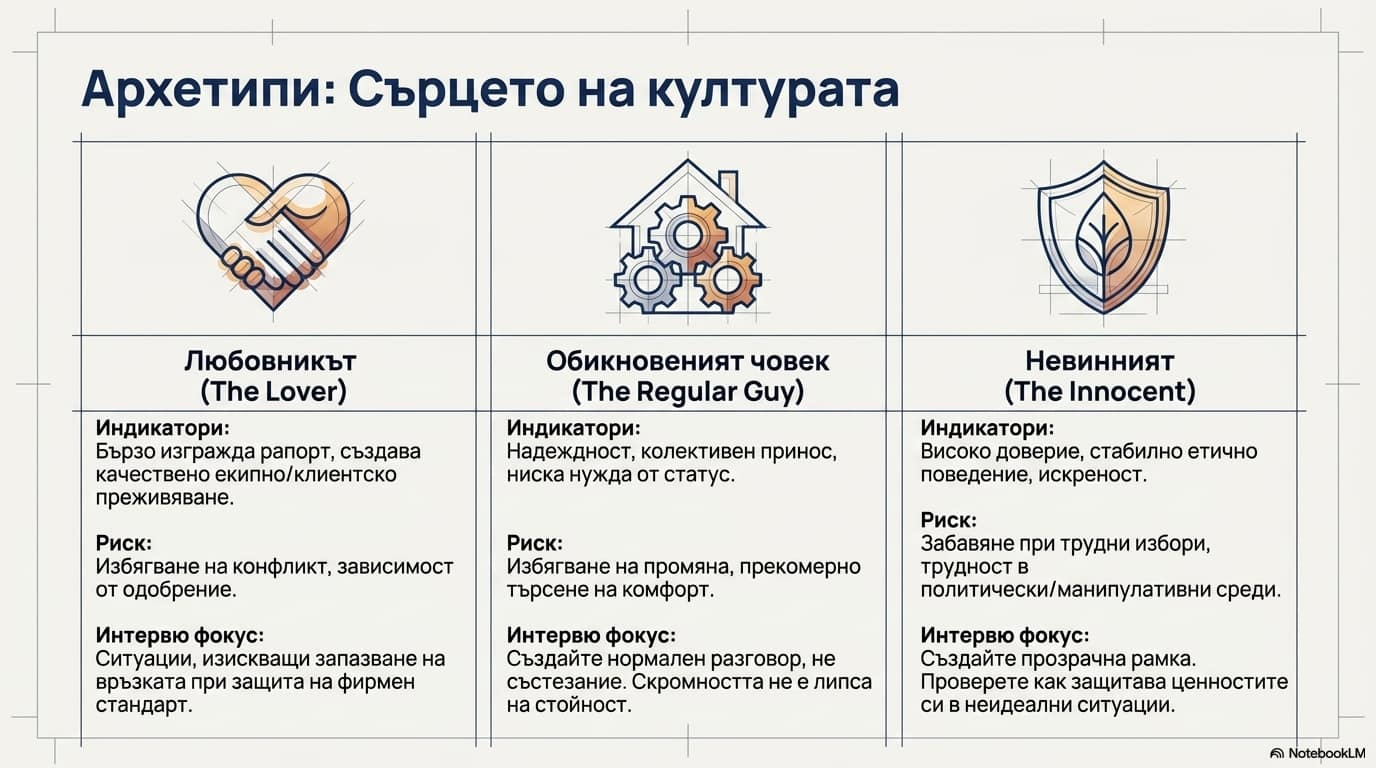 Архетипи: Сърцето на културата
Любовникът
(The Lover)
Индикатори:
Бързо изгражда рапорт, създава
качествено екипно/клиентско
преживяване.
Риск:
Избягване на конфликт, зависимост
от одобрение.
Интервю фокус:
Ситуации, изискващи запазване на
връзката при защита на фирмен
стандарт.
Обикновеният човек
(The Regular Guy)
Индикатори:
Надеждност, колективен принос,
ниска нужда от статус.
Риск:
Избягване на промяна, прекомерно
търсене на комфорт.
Интервю фокус:
Създайте нормален разговор, не
състезание. Скромността не е липса
на стойност.
Невинният
(The Innocent)
Индикатори:
Високо доверие, стабилно етично
поведение, искреност.
Риск:
Забавяне при трудни избори,
трудност в
политически/манипулативни среди.
Интервю фокус:
Създайте прозрачна рамка.
Проверете как защитава ценностите
си в неидеални ситуации.
NotebookLM